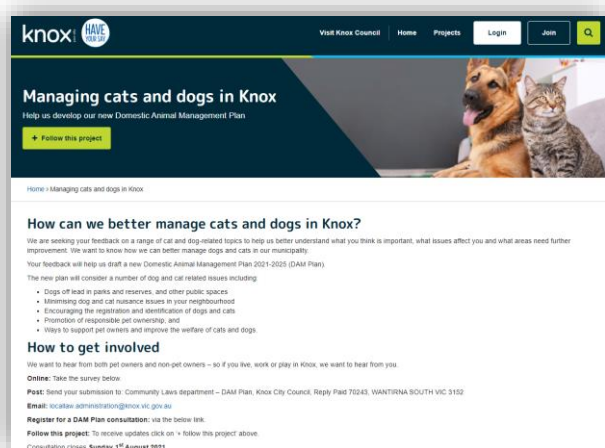 knox HAVE YOUR SAY
Visit Knox Council Home Projects Login Join
Managing cats and dogs in Knox
Help us develop our new Domestic Animal Management Plan
+ Follow this project
Home › Managing cats and dogs in Knox
How can we better manage cats and dogs in Knox?
We are seeking your feedback on a range of cat and dog-related topics to help us better understand what you think is important, what issues affect you and what areas need further
improvement. We want to know how we can better manage dogs and cats in our municipality.
Your feedback will help us draft a new Domestic Animal Management Plan 2021-2025 (DAM Plan).
The new plan will consider a number of dog and cat related issues including:
• Dogs off lead in parks and reserves, and other public spaces
• Minimising dog and cat nuisance issues in your neighbourhood
• Encouraging the registration and identification of dogs and cats
• Promotion of responsible pet ownership, and
• Ways to support pet owners and improve the welfare of cats and dogs.
How to get involved
We want to hear from both pet owners and non-pet owners – so if you live, work or play in Knox, we want to hear from you.
Online: Take the survey below.
Post: Send your submission to: Community Laws department – DAM Plan, Knox City Council, Reply Paid 70243, WANTIRNA SOUTH VIC 3152
Email: locallaw.administration@knox.vic.gov.au
Register for a DAM Plan consultation: via the below link.
Follow this project: To receive updates click on '+ follow this project' above.
Consultation closes Sunday 1st August 2021